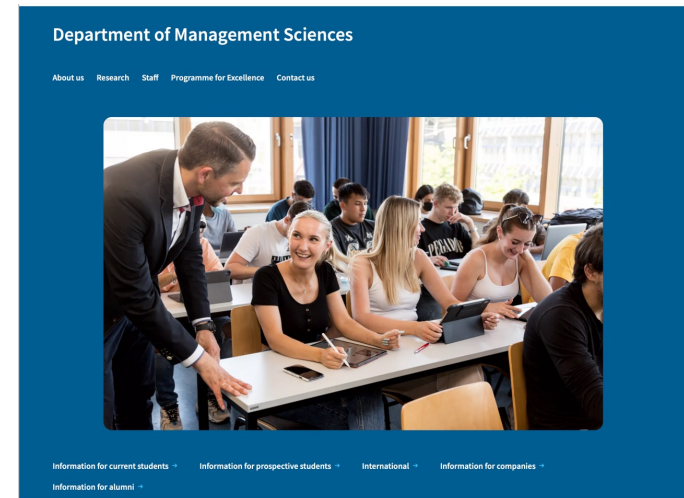 Department of Management Sciences
About us Research Staff Programme for Excellence Contact us
Information for current students → Information for prospective students → International → Information for companies →
Information for alumni →